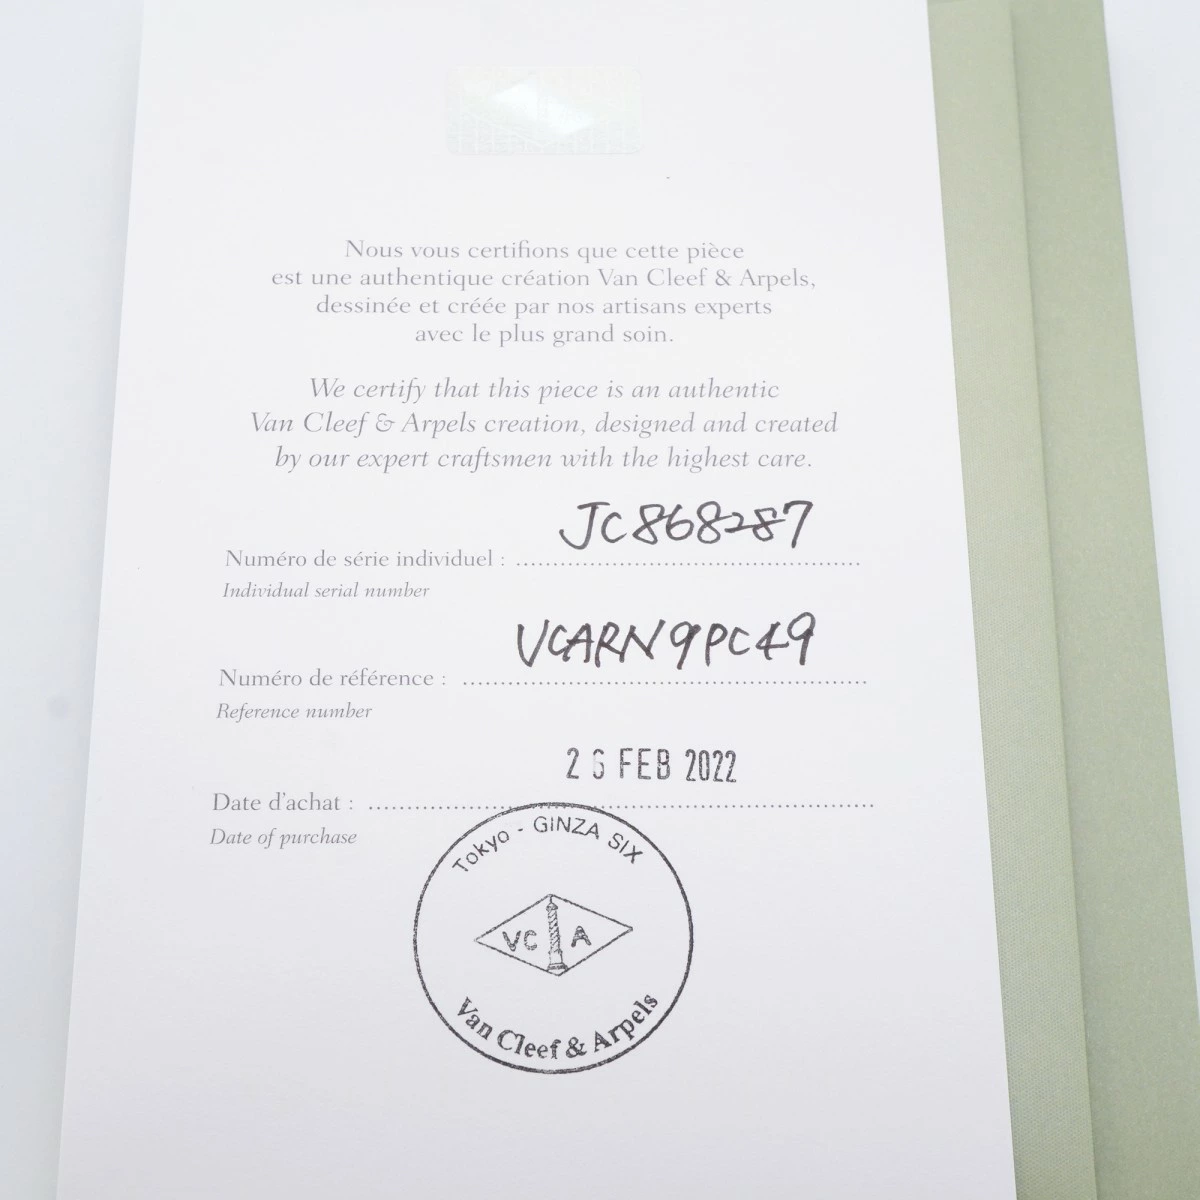 Nous vous certifions que cette pièce
est une authentique création Van Cleef & Arpels,
dessinée et créée par nos artisans experts
avec le plus grand soin.
We certify that this piece is an authentic
Van Cleef & Arpels creation, designed and created
by our expert craftsmen with the highest care.
JC868287
Numéro de série individuel :
Individual serial number
VCARN9PC49
Numéro de référence :
Reference number
26 FEB 2022
Date d'achat :
Date of purchase
Tokyo - GINZA SIX
VC A
Van Cleef & Arpels